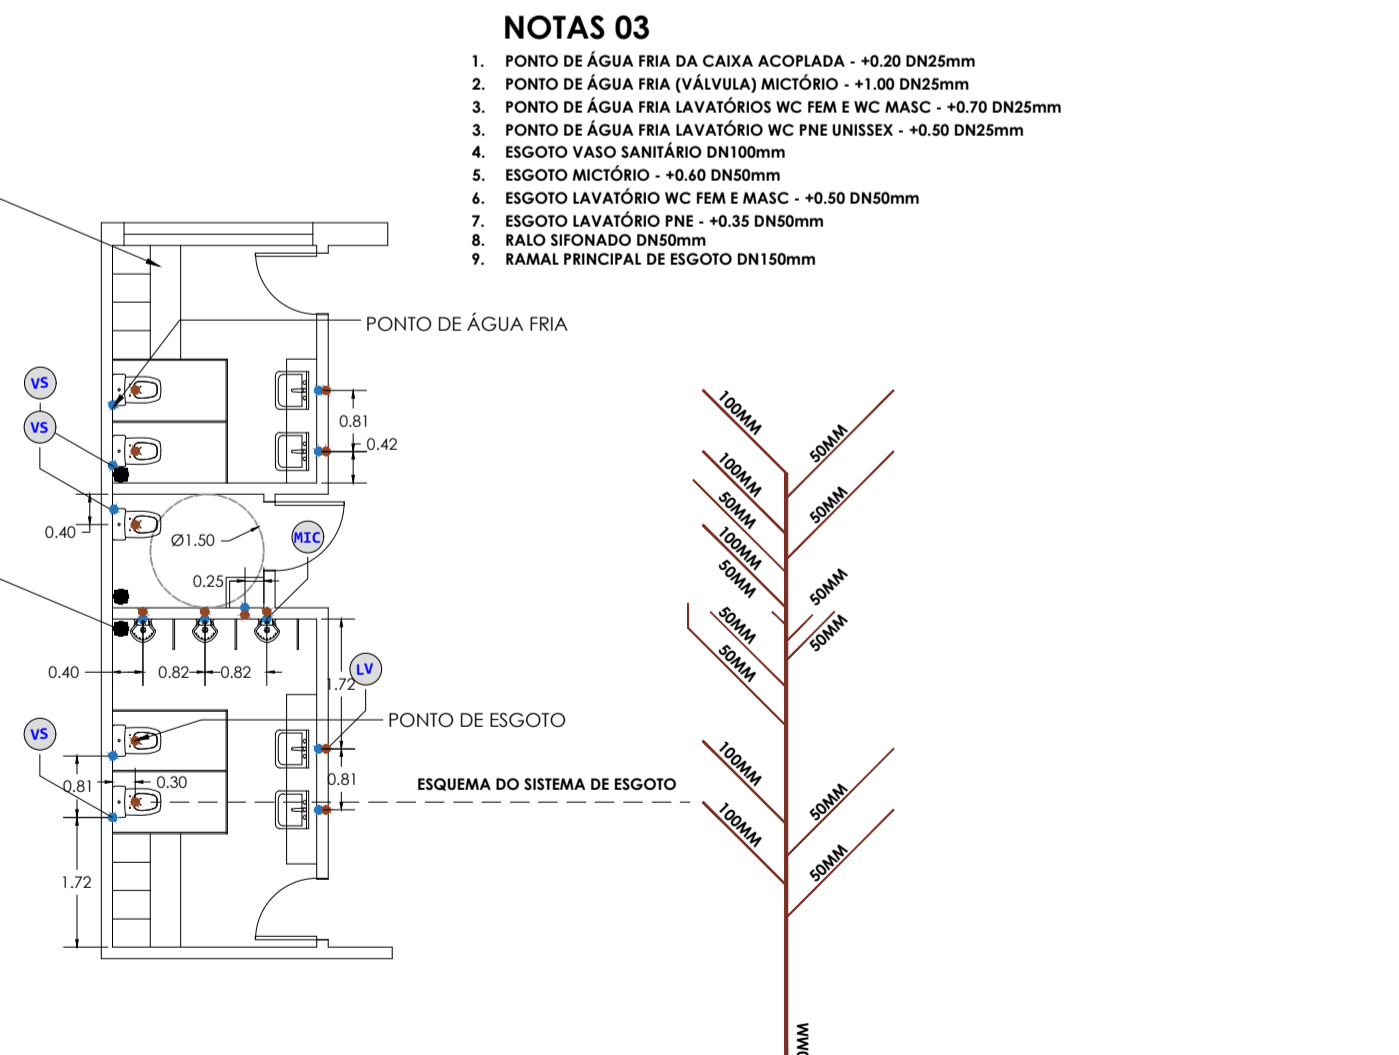 NOTAS 03
1. PONTO DE ÁGUA FRIA DA CAIXA ACOPLADA - +0.20 DN25mm
2. PONTO DE ÁGUA FRIA (VÁLVULA) MICTÓRIO - +1.00 DN25mm
3. PONTO DE ÁGUA FRIA LAVATÓRIOS WC FEM E WC MASC - +0.70 DN25mm
3. PONTO DE ÁGUA FRIA LAVATÓRIO WC PNE UNISSEX - +0.50 DN25mm
4. ESGOTO VASO SANITÁRIO DN100mm
5. ESGOTO MICTÓRIO - +0.60 DN50mm
6. ESGOTO LAVATÓRIO WC FEM E MASC - +0.50 DN50mm
7. ESGOTO LAVATÓRIO PNE - +0.35 DN50mm
8. RALO SIFONADO DN50mm
9. RAMAL PRINCIPAL DE ESGOTO DN150mm
PONTO DE ÁGUA FRIA
VS
VS
0.81
0.42
0.40
Ø1.50
MIC
0.25
0.40
0.82
0.82
1.72
LV
PONTO DE ESGOTO
VS
0.81
0.30
0.81
1.72
ESQUEMA DO SISTEMA DE ESGOTO
100MM
50MM
100MM
50MM
50MM
100MM
50MM
50MM
50MM
50MM
50MM
100MM
50MM
100MM
50MM